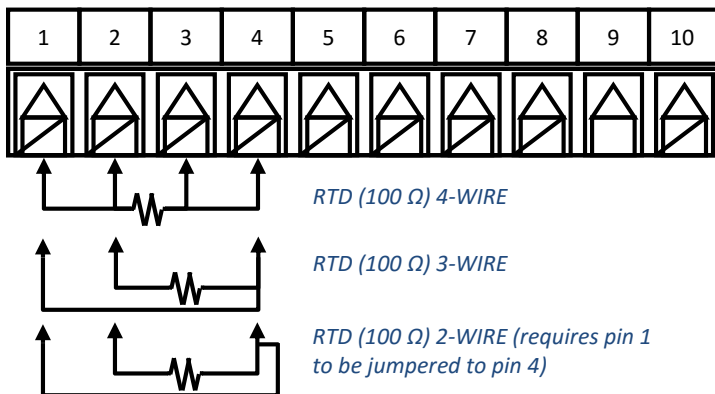 1 2 3 4 5 6 7 8 9 10
RTD (100 Ω) 4-WIRE
RTD (100 Ω) 3-WIRE
RTD (100 Ω) 2-WIRE (requires pin 1
to be jumpered to pin 4)